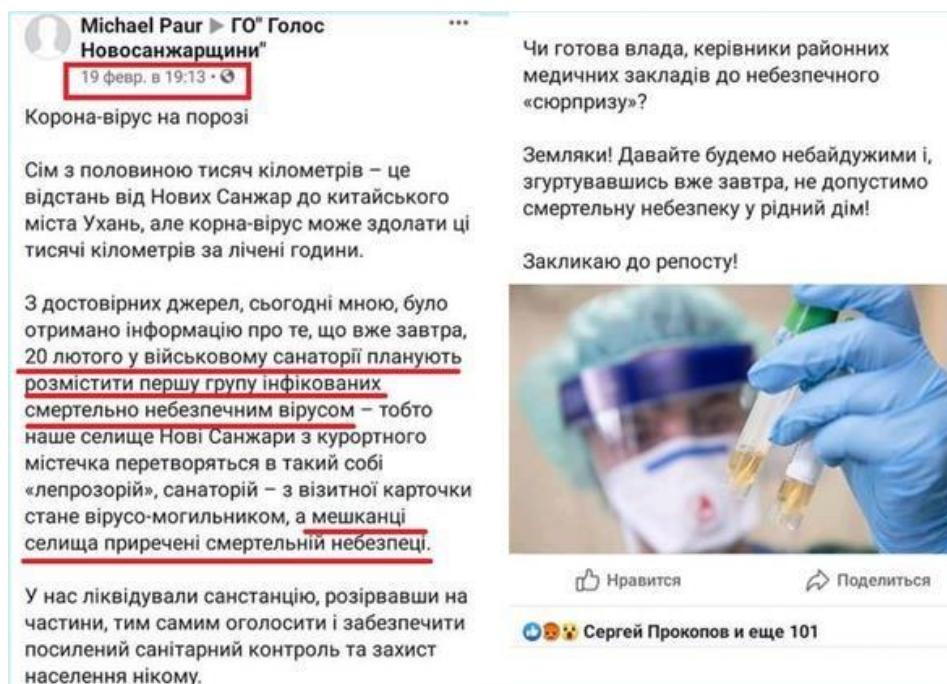 Michael Paur ▶ ГО" Голос
Новосанжарщини"
19 февр. в 19:13 ·
Корона-вірус на порозі
Сім з половиною тисяч кілометрів – це
відстань від Нових Санжар до китайського
міста Ухань, але корна-вірус може здолати ці
тисячі кілометрів за лічені години.
З достовірних джерел, сьогодні мною, було
отримано інформацію про те, що вже завтра,
20 лютого у військовому санаторії планують
розмістити першу групу інфікованих
смертельно небезпечним вірусом – тобто
наше селище Нові Санжари з курортного
містечка перетворяться в такий собі
«лепрозорій», санаторій – з візитної карточки
стане вірусо-могильником, а мешканці
селища приречені смертельній небезпеці.
У нас ліквідували санстанцію, розірвавши на
частини, тим самим оголосити і забезпечити
посилений санітарний контроль та захист
населення нікому.
Чи готова влада, керівники районних
медичних закладів до небезпечного
«сюрпризу»?
Земляки! Давайте будемо небайдужими і,
згуртувавшись вже завтра, не допустимо
смертельну небезпеку у рідний дім!
Закликаю до репосту!
Нравится
Поделиться
Сергей Прокопов и еще 101